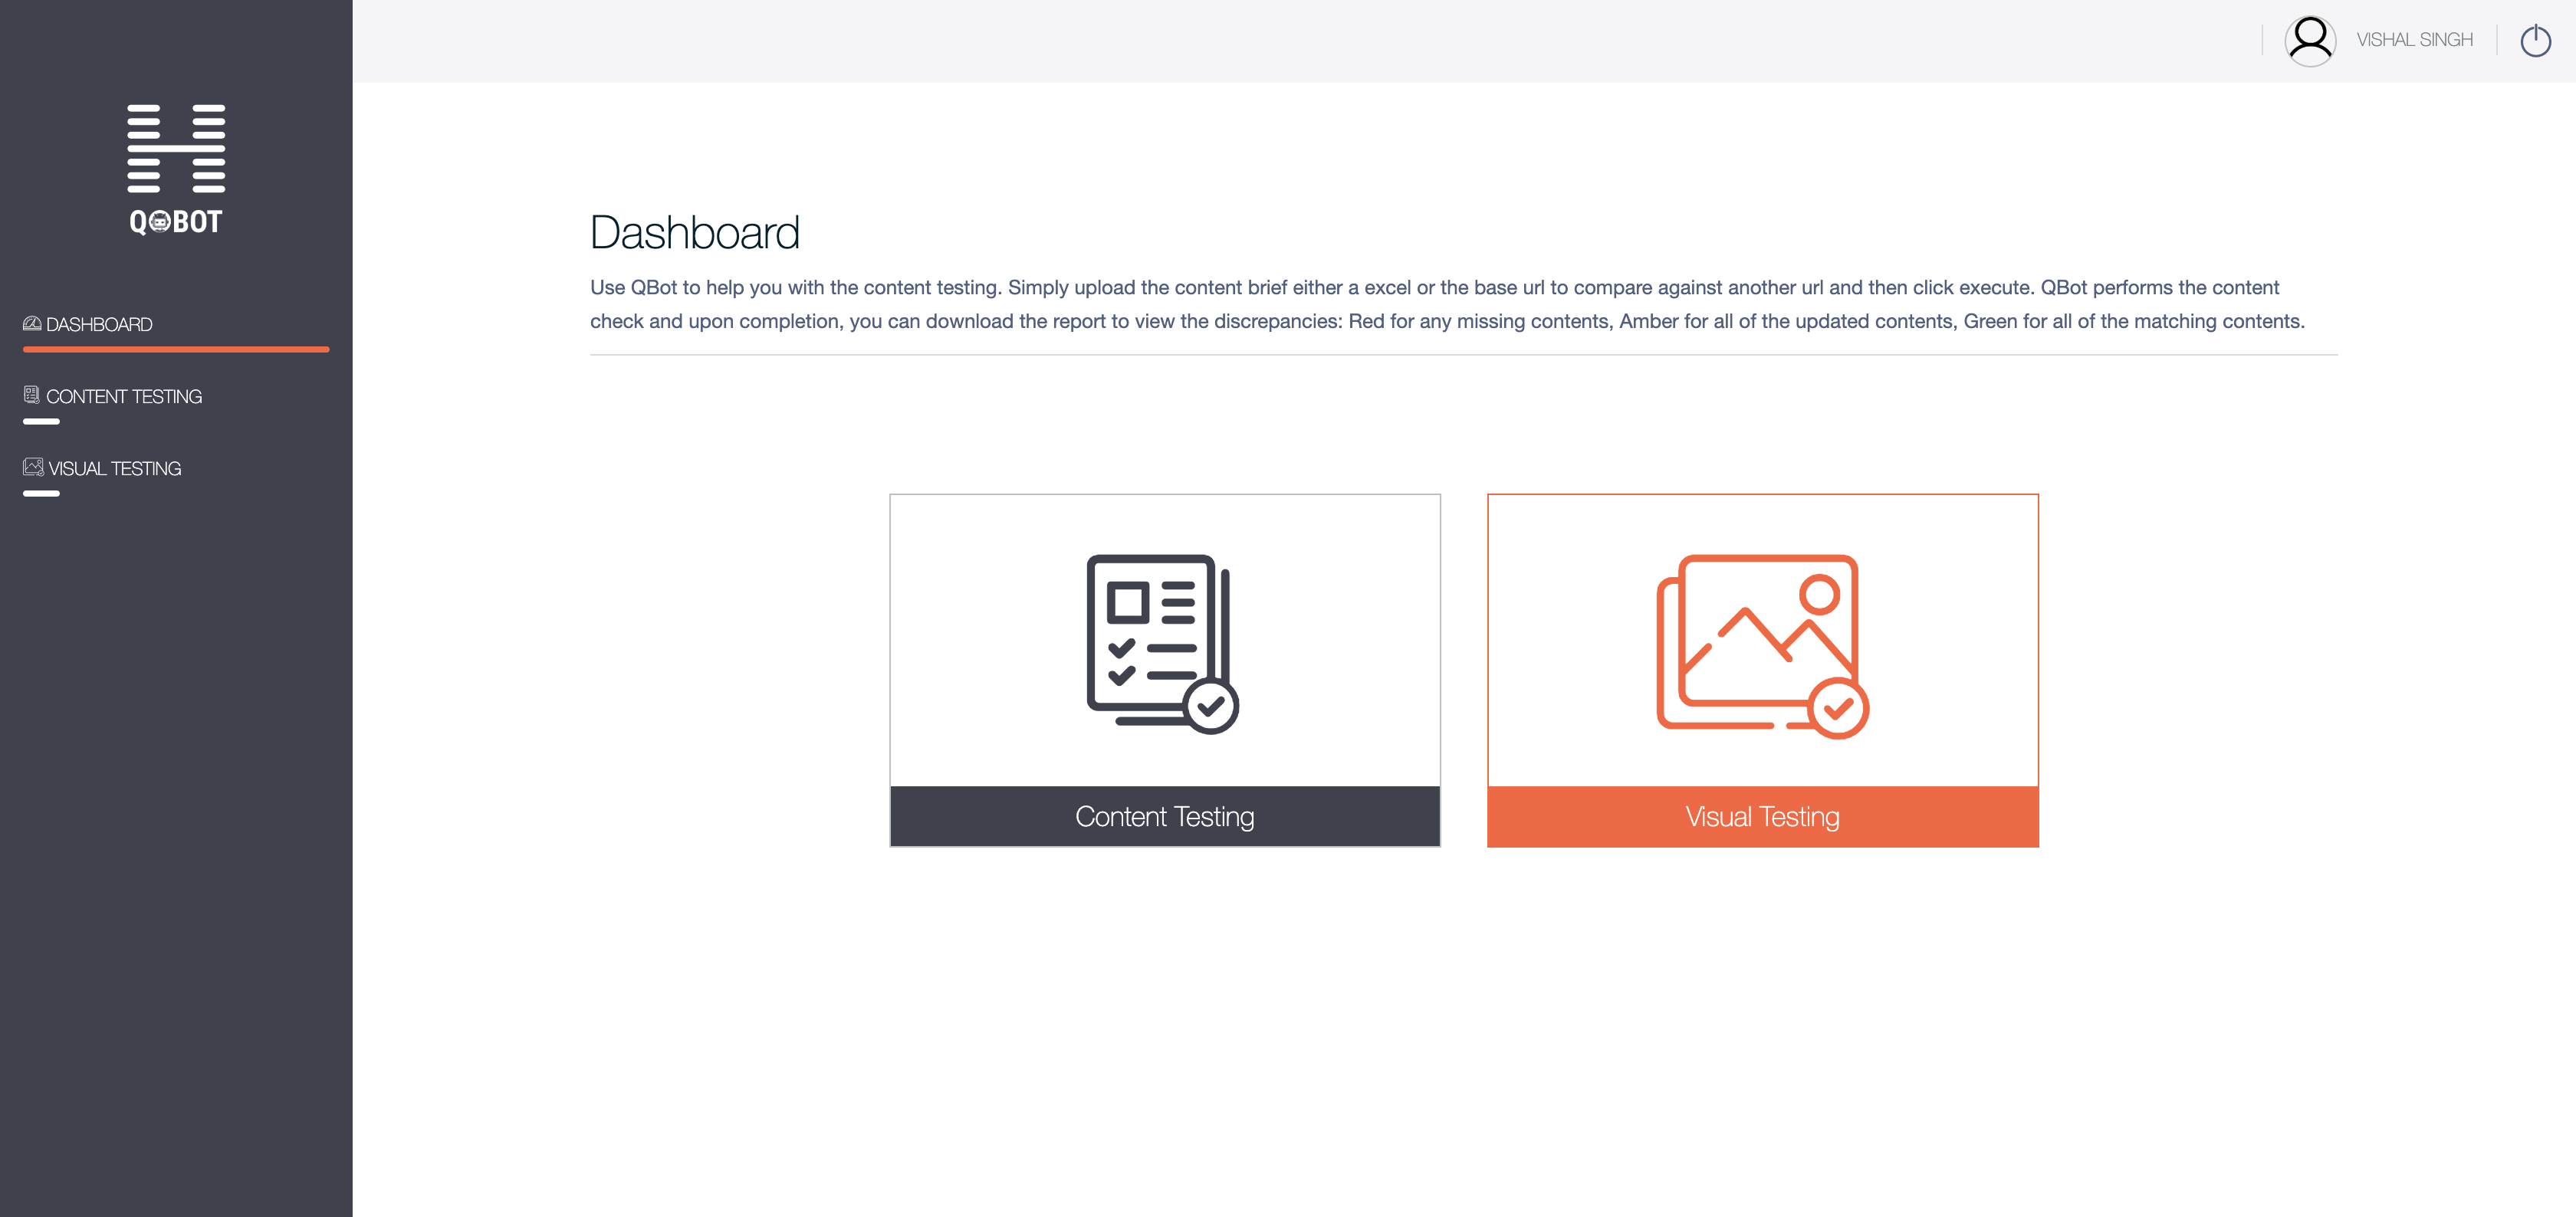 VISHAL SINGH
QBOT
DASHBOARD
CONTENT TESTING
VISUAL TESTING
Dashboard
Use QBot to help you with the content testing. Simply upload the content brief either a excel or the base url to compare against another url and then click execute. QBot performs the content
check and upon completion, you can download the report to view the discrepancies: Red for any missing contents, Amber for all of the updated contents, Green for all of the matching contents.
Content Testing
Visual Testing